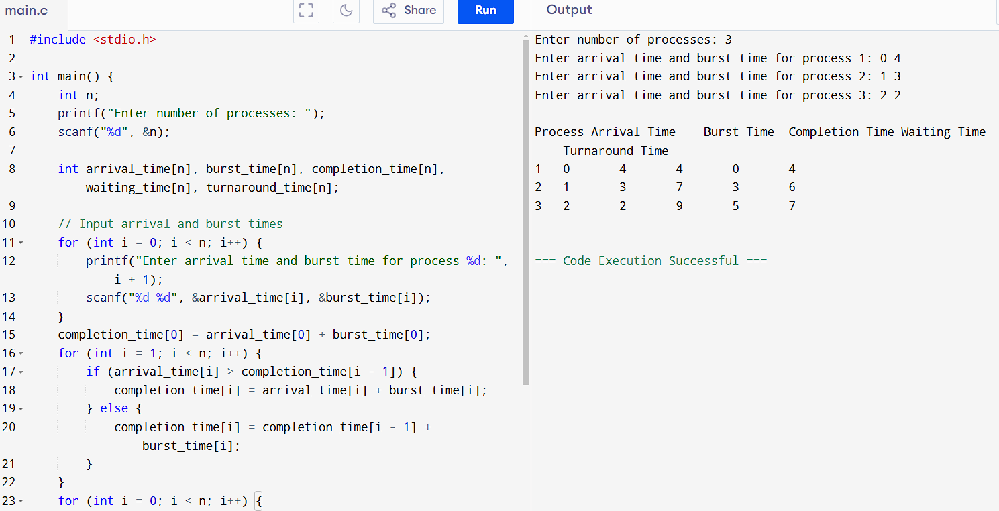 main.c
Share
Run
Output
1 #include <stdio.h>
2
3 int main() {
4 int n;
5 printf("Enter number of processes: ");
6 scanf("%d", &n);
7
8 int arrival_time[n], burst_time[n], completion_time[n],
waiting_time[n], turnaround_time[n];
9
10 // Input arrival and burst times
11 for (int i = 0; i < n; i++) {
12 printf("Enter arrival time and burst time for process %d: ",
i + 1);
13 scanf("%d %d", &arrival_time[i], &burst_time[i]);
14 }
15 completion_time[0] = arrival_time[0] + burst_time[0];
16 for (int i = 1; i < n; i++) {
17 if (arrival_time[i] > completion_time[i - 1]) {
18 completion_time[i] = arrival_time[i] + burst_time[i];
19 } else {
20 completion_time[i] = completion_time[i - 1] +
burst_time[i];
21 }
22 }
23 for (int i = 0; i < n; i++) {
Enter number of processes: 3
Enter arrival time and burst time for process 1: 0 4
Enter arrival time and burst time for process 2: 1 3
Enter arrival time and burst time for process 3: 2 2
Process Arrival Time Burst Time Completion Time Waiting Time
Turnaround Time
1 0 4 4 0 4
2 1 3 7 3 6
3 2 2 9 5 7
=== Code Execution Successful ===